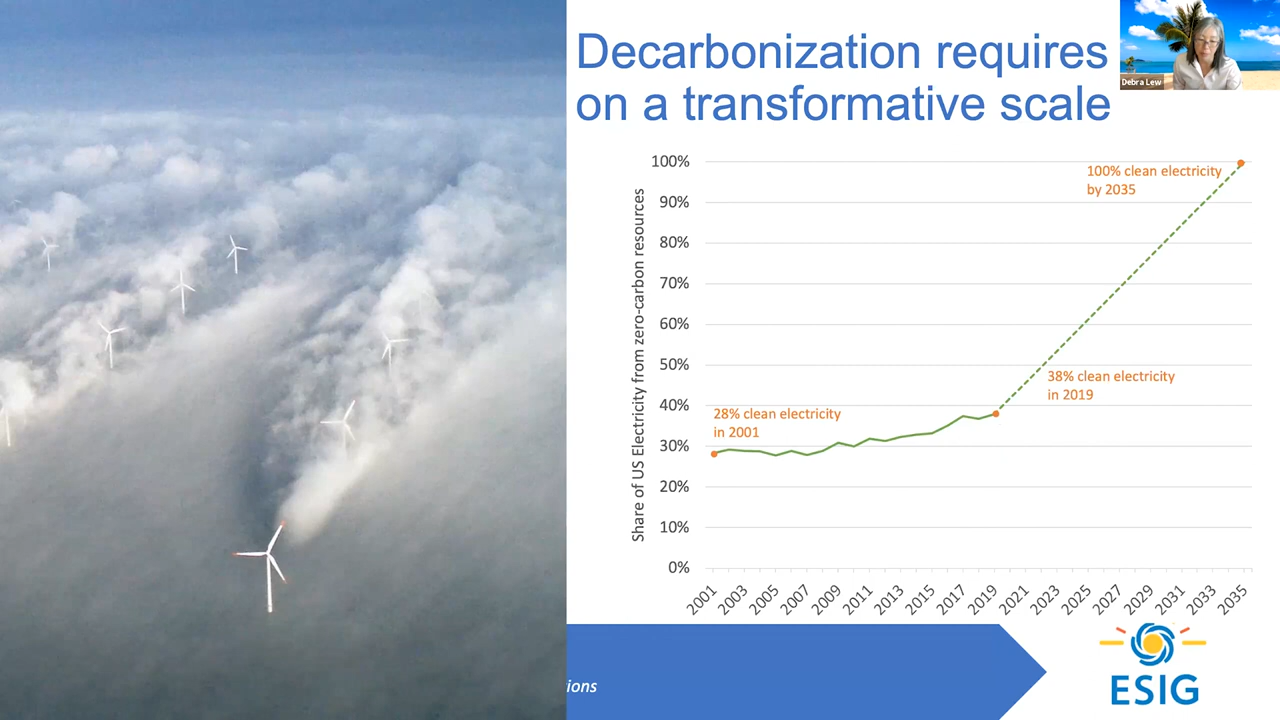 Decarbonization requires
on a transformative scale
Debra Lew
Share of US Electricity from zero-carbon resources
100%
90%
80%
70%
60%
50%
40%
30%
20%
10%
0%
100% clean electricity
by 2035
38% clean electricity
in 2019
28% clean electricity
in 2001
2001 2003 2005 2007 2009 2011 2013 2015 2017 2019 2021 2023 2025 2027 2029 2031 2033 2035
ions
ESIG